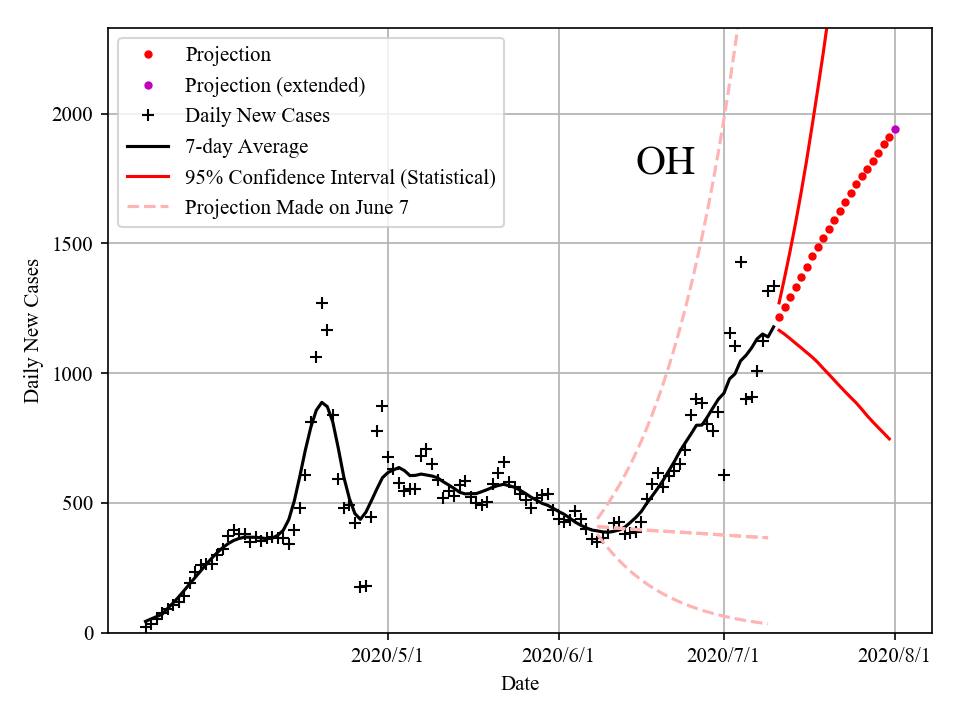 Projection
Projection (extended)
Daily New Cases
7-day Average
95% Confidence Interval (Statistical)
Projection Made on June 7
OH
2000
1500
1000
500
0
Daily New Cases
2020/5/1 2020/6/1 2020/7/1 2020/8/1
Date